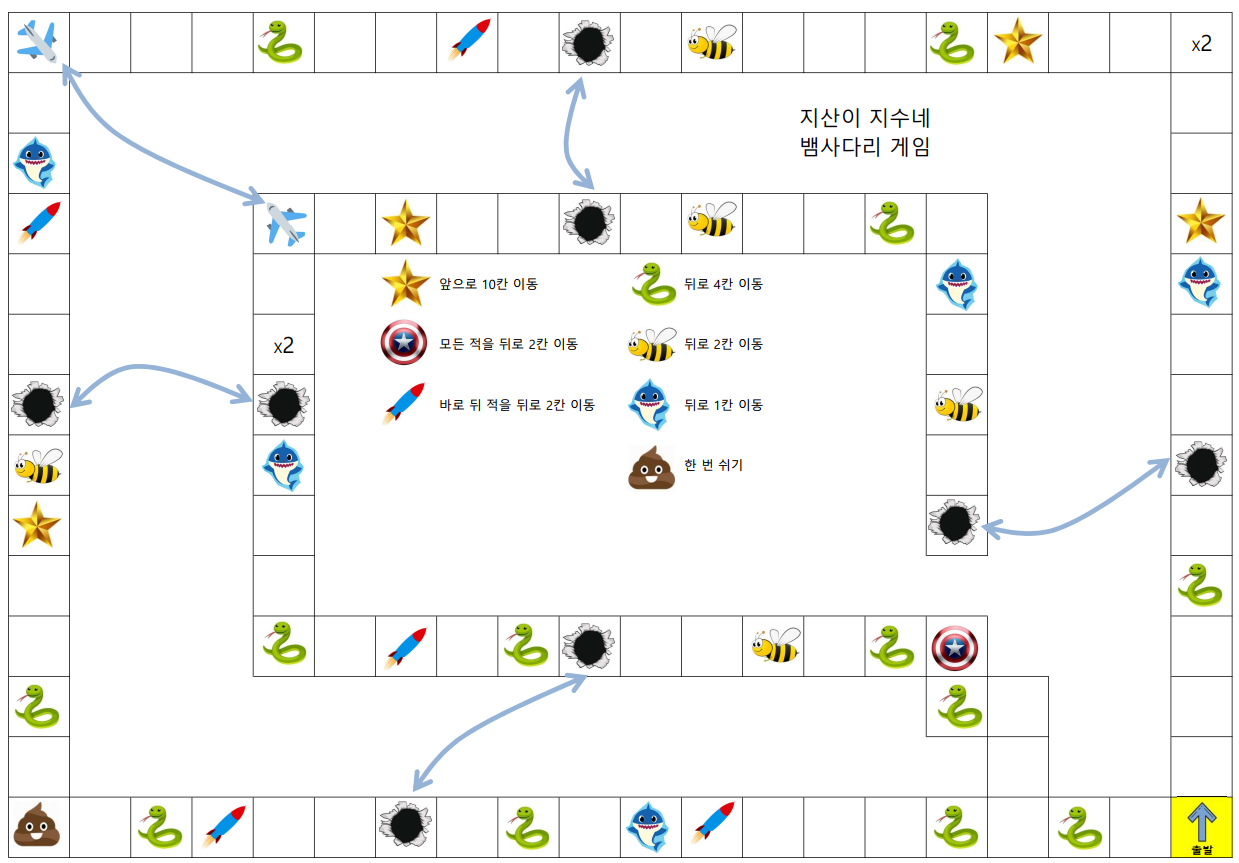 x2
지산이 지수네
뱀사다리 게임
앞으로 10칸 이동
뒤로 4칸 이동
x2
모든 적을 뒤로 2칸 이동
뒤로 2칸 이동
바로 뒤 적을 뒤로 2칸 이동
뒤로 1칸 이동
한 번 쉬기
출발